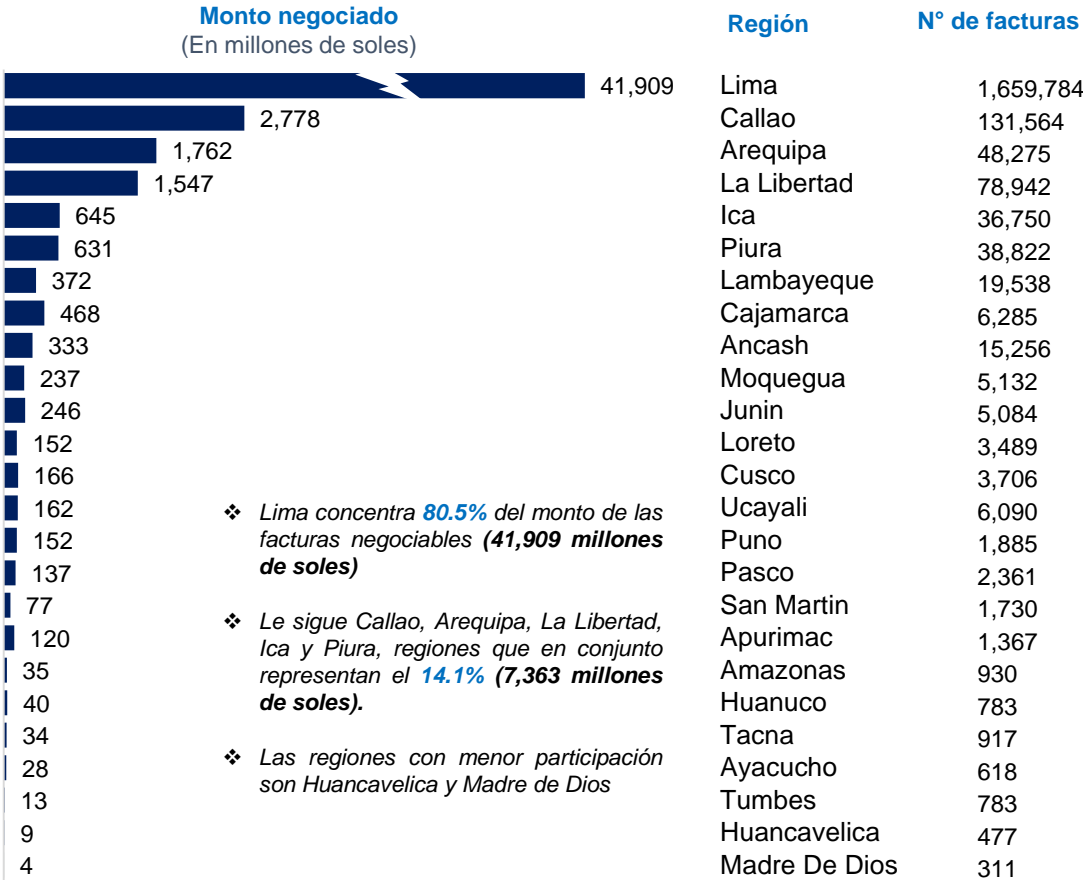 Monto negociado
(En millones de soles)
Región
N° de facturas
41,909 Lima 1,659,784
2,778 Callao 131,564
1,762 Arequipa 48,275
1,547 La Libertad 78,942
645 Ica 36,750
631 Piura 38,822
372 Lambayeque 19,538
468 Cajamarca 6,285
333 Ancash 15,256
237 Moquegua 5,132
246 Junin 5,084
152 Loreto 3,489
166 Cusco 3,706
162 Ucayali 6,090
152 Puno 1,885
137 Pasco 2,361
77 San Martin 1,730
120 Apurimac 1,367
35 Amazonas 930
40 Huanuco 783
34 Tacna 917
28 Ayacucho 618
13 Tumbes 783
9 Huancavelica 477
4 Madre De Dios 311
❖ Lima concentra 80.5% del monto de las
facturas negociables (41,909 millones
de soles)
❖ Le sigue Callao, Arequipa, La Libertad,
Ica y Piura, regiones que en conjunto
representan el 14.1% (7,363 millones
de soles).
❖ Las regiones con menor participación
son Huancavelica y Madre de Dios